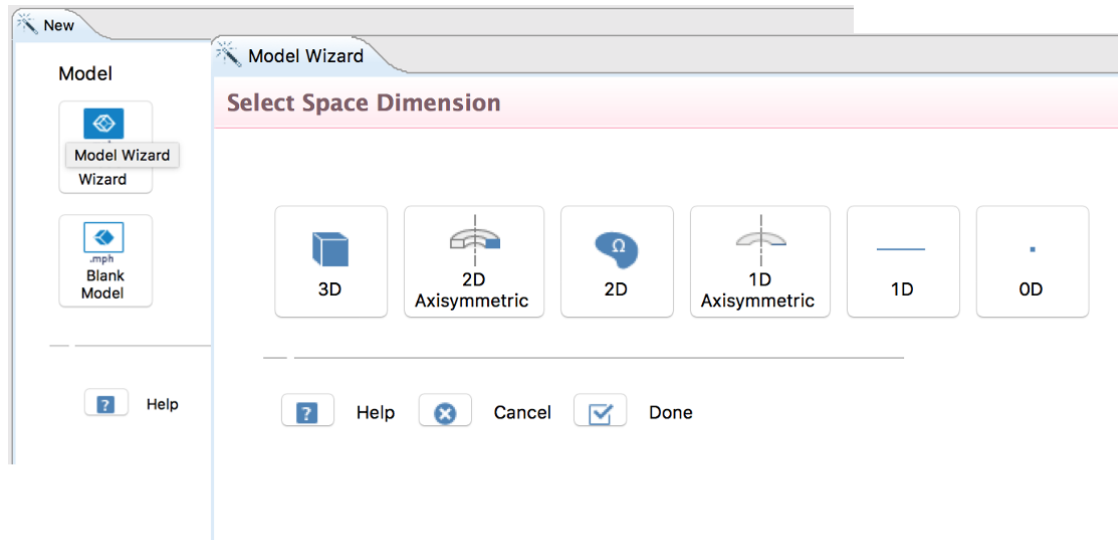 New
Model
Model Wizard
Wizard
.mph
Blank
Model
? Help
Model Wizard
Select Space Dimension
3D
2D
Axisymmetric
Ω
2D
1D
Axisymmetric
1D
0D
? Help Cancel Done